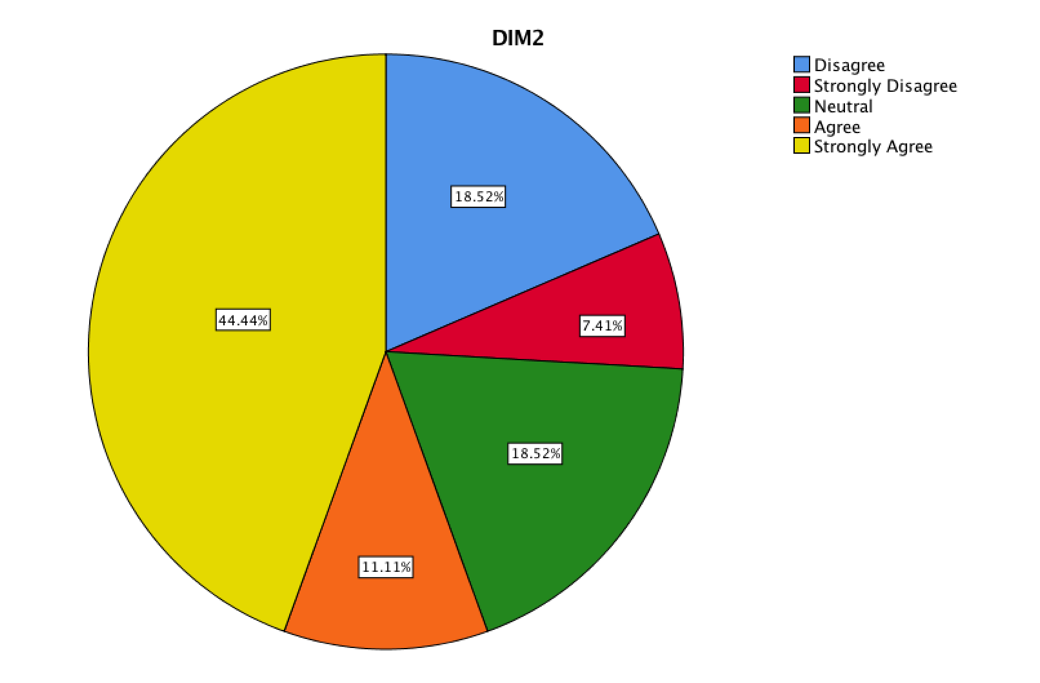 DIM2
Disagree
Strongly Disagree
Neutral
Agree
Strongly Agree
18.52%
7.41%
44.44%
18.52%
11.11%